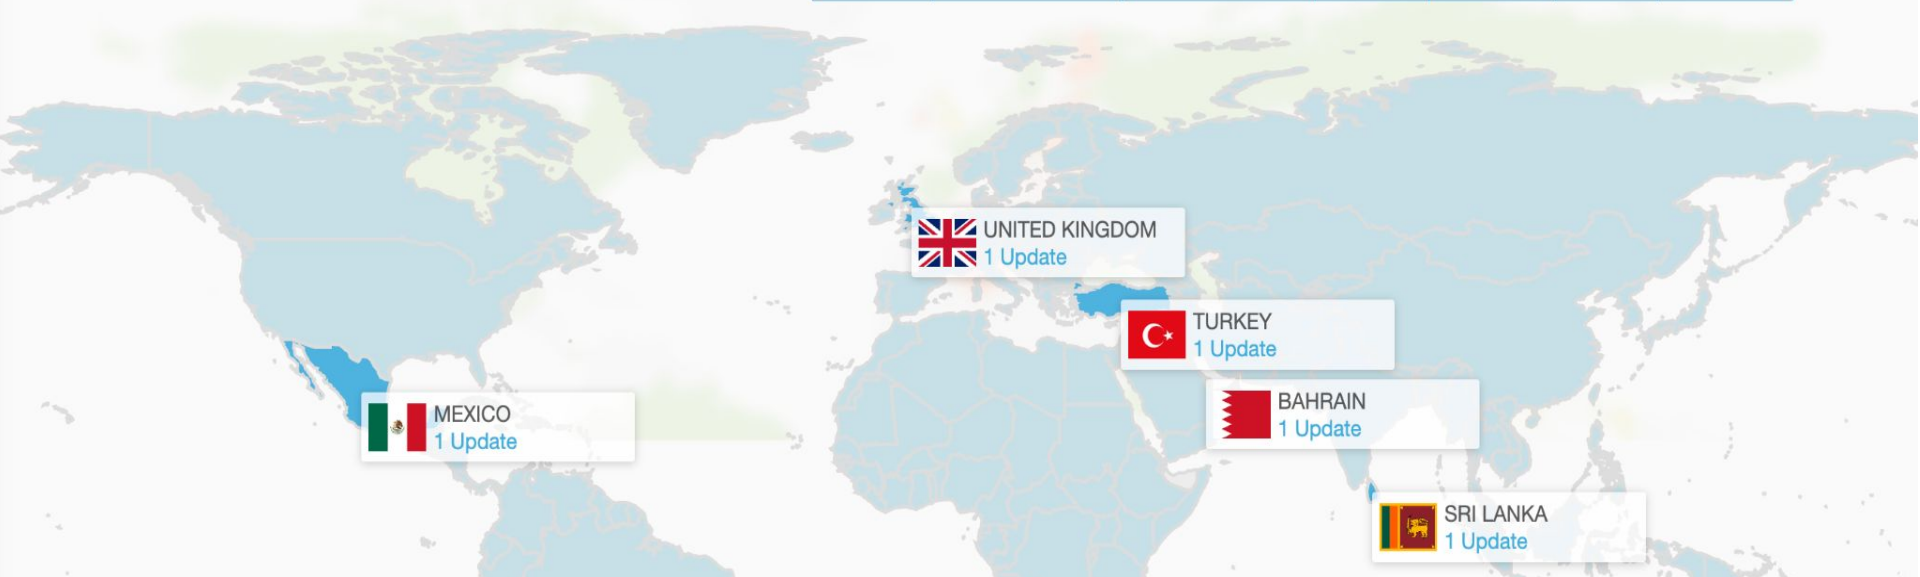 UNITED KINGDOM
1 Update
TURKEY
1 Update
BAHRAIN
1 Update
MEXICO
1 Update
SRI LANKA
1 Update